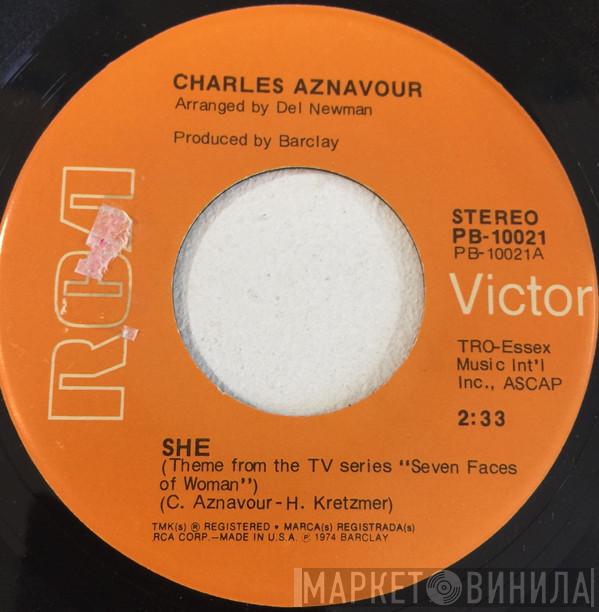 CHARLES AZNAVOUR
Arranged by Del Newman
Produced by Barclay
RCA
STEREO
PB-10021
PB-10021A
Victor
TRO-Essex
Music Int'l
Inc., ASCAP
2:33
SHE
(Theme from the TV series "Seven Faces
of Woman")
(C. Aznavour-H. Kretzmer)
TMK(s) ® REGISTERED • MARCA(s) REGISTRADA(s)
RCA CORP.—MADE IN U.S.A. ℗ 1974 BARCLAY
МАРКЕТ ВИНИЛА